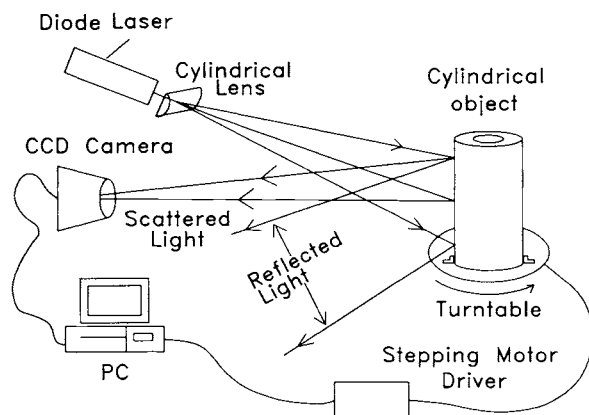 Diode Laser
Cylindrical
Lens
Cylindrical
object
CCD Camera
Scattered
Light
Reflected
Light
Turntable
PC
Stepping Motor
Driver